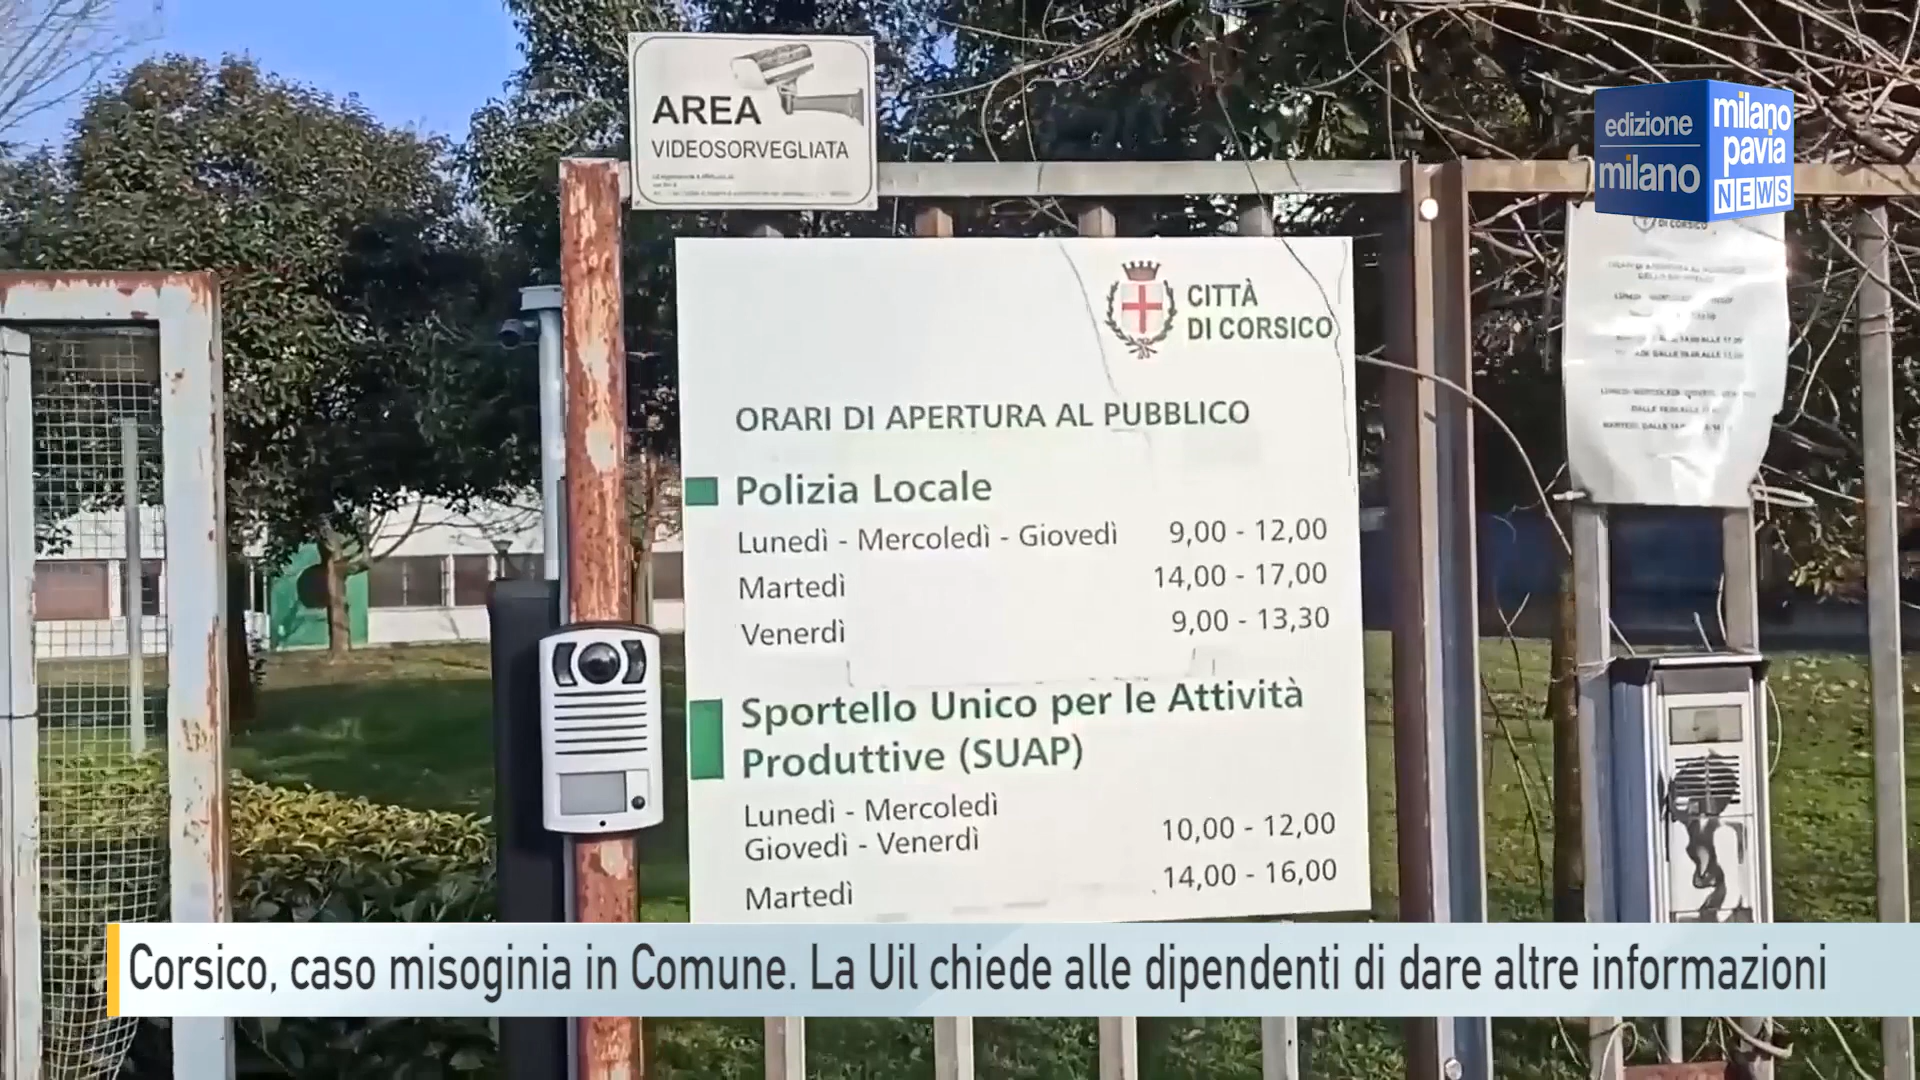 AREA
VIDEOSORVEGLIATA
edizione
milano
milano
pavia
NEWS
CITTÀ
DI CORSICO
ORARI DI APERTURA AL PUBBLICO
Polizia Locale
Lunedì - Mercoledì - Giovedì 9,00 - 12,00
Martedì 14,00 - 17,00
Venerdì 9,00 - 13,30
Sportello Unico per le Attività
Produttive (SUAP)
Lunedì - Mercoledì
Giovedì - Venerdì 10,00 - 12,00
Martedì 14,00 - 16,00
DI CORSICO
Corsico, caso misoginia in Comune. La Uil chiede alle dipendenti di dare altre informazioni